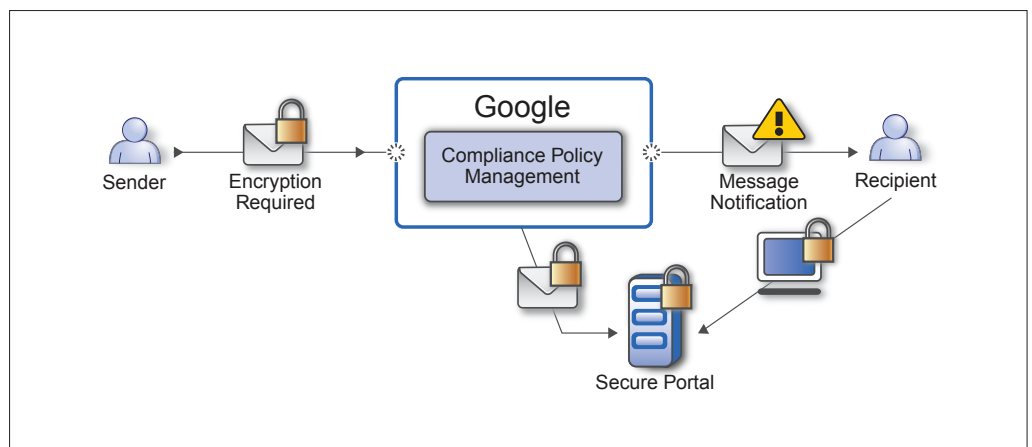 Google
Compliance Policy
Management
Sender
Encryption
Required
Message
Notification
Recipient
Secure Portal